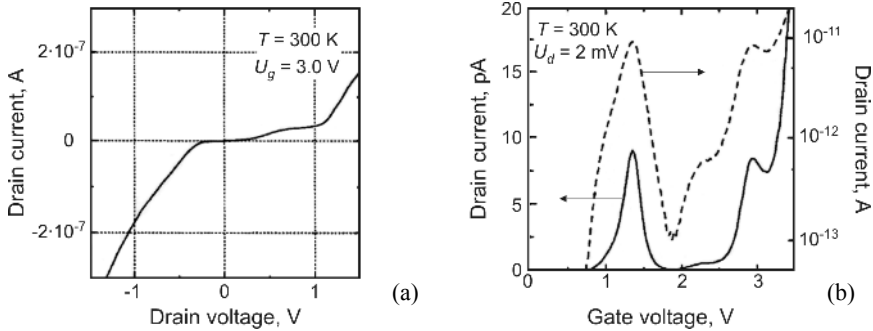 2·10⁻⁷
0
-2·10⁻⁷
Drain current, A
T = 300 K
U_g = 3.0 V
-1
0
1
Drain voltage, V
(a)
20
15
10
5
0
Drain current, pA
T = 300 K
U_d = 2 mV
10⁻¹¹
10⁻¹²
10⁻¹³
Drain current, A
0
1
2
3
Gate voltage, V
(b)